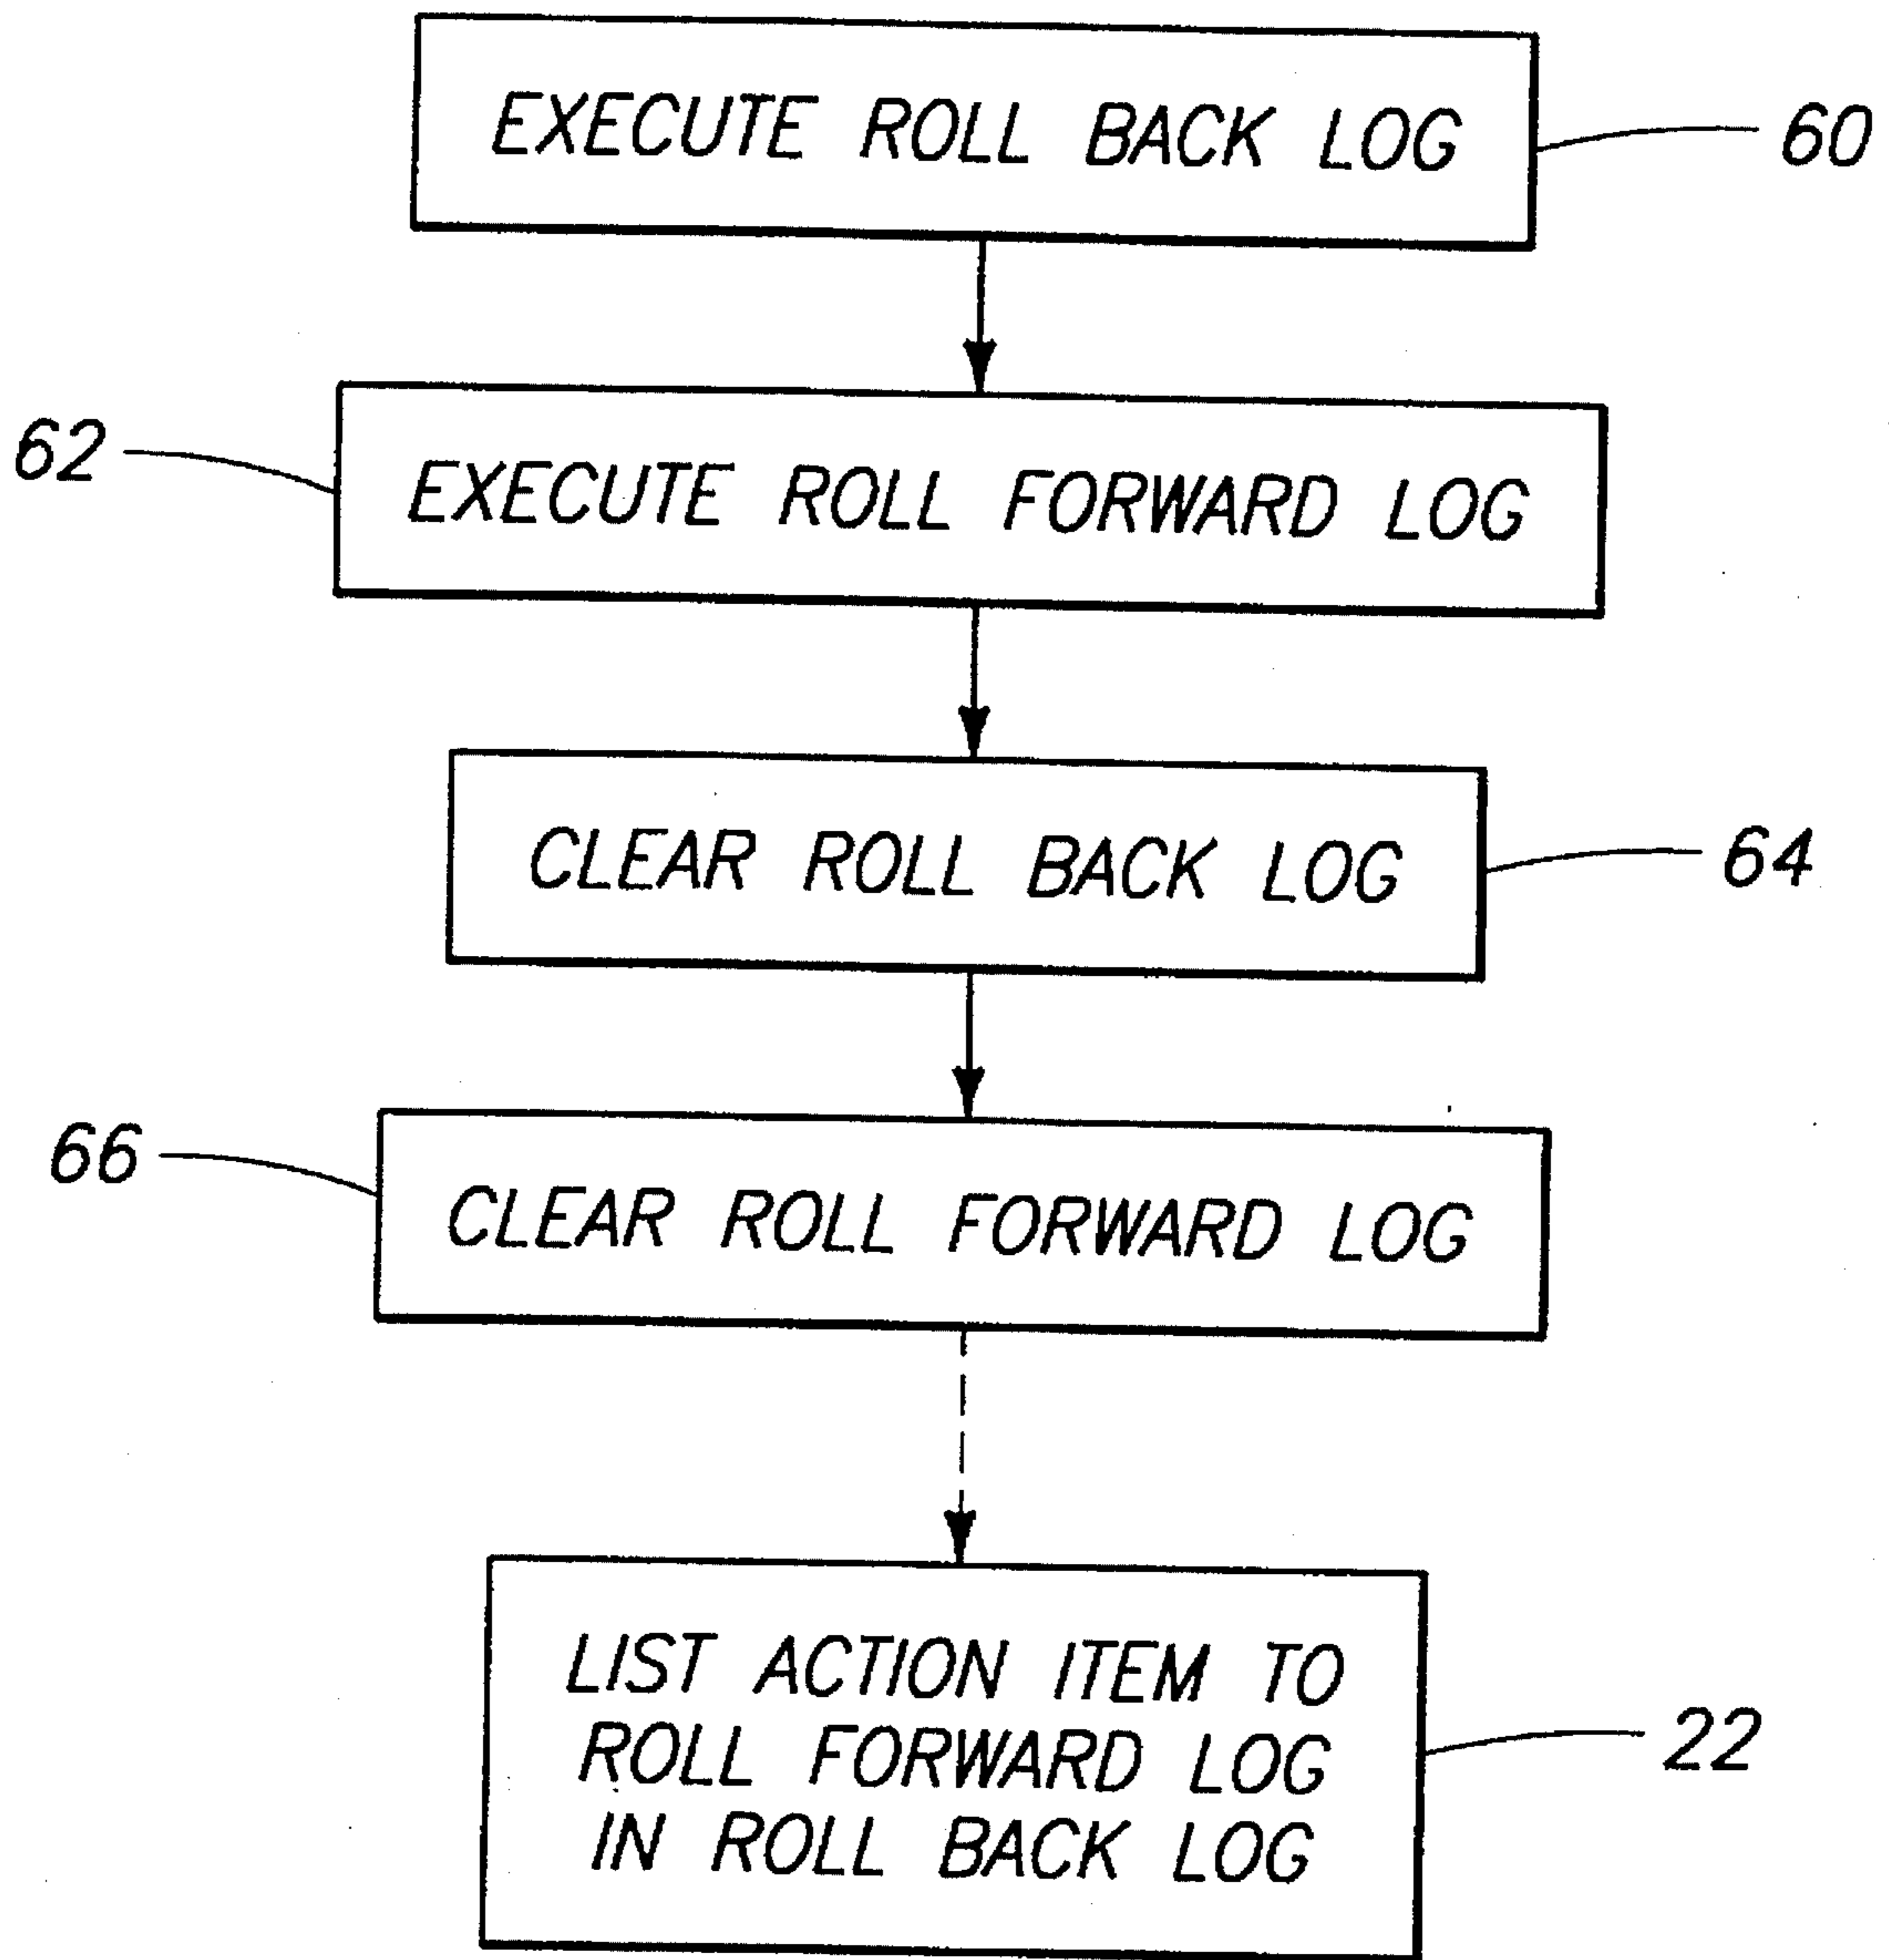 EXECUTE ROLL BACK LOG
60
62
EXECUTE ROLL FORWARD LOG
CLEAR ROLL BACK LOG
64
66
CLEAR ROLL FORWARD LOG
LIST ACTION ITEM TO
ROLL FORWARD LOG
IN ROLL BACK LOG
22